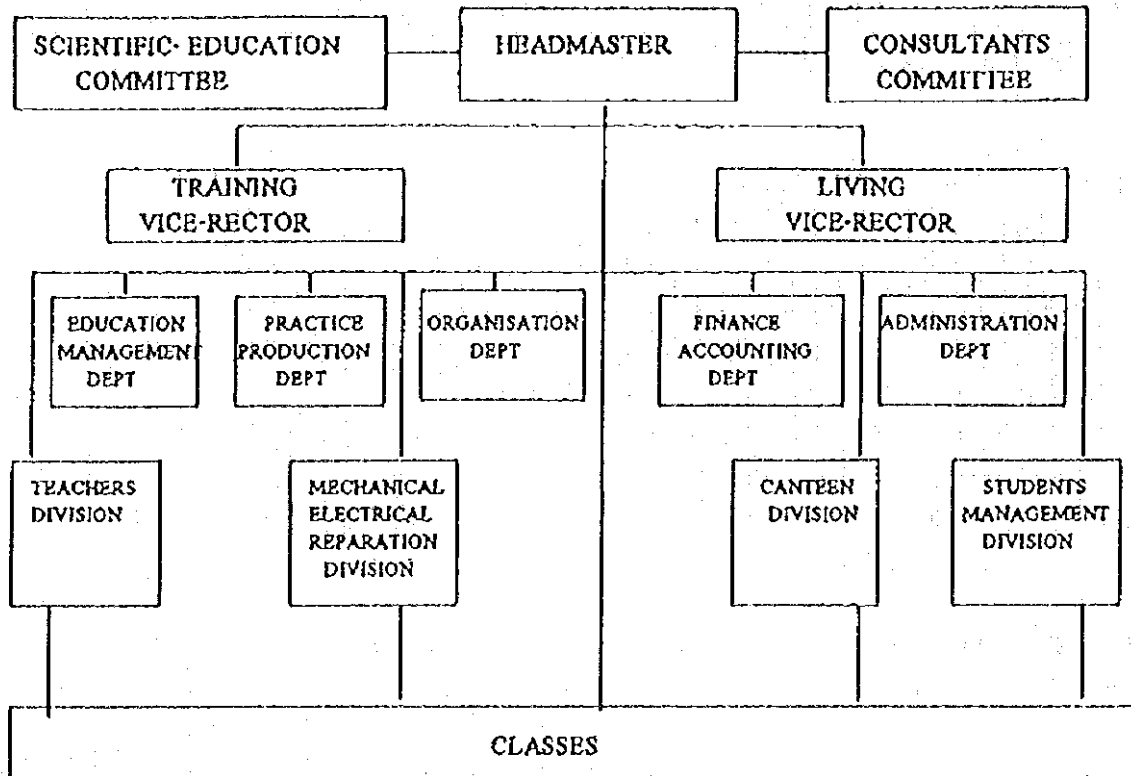 SCIENTIFIC- EDUCATION
COMMITTEE
HEADMASTER
CONSULTANTS
COMMITTEE
TRAINING
VICE-RECTOR
LIVING
VICE-RECTOR
EDUCATION
MANAGEMENT
DEPT
PRACTICE
PRODUCTION
DEPT
ORGANISATION
DEPT
FINANCE
ACCOUNTING
DEPT
ADMINISTRATION
DEPT
TEACHERS
DIVISION
MECHANICAL
ELECTRICAL
REPARATION
DIVISION
CANTEEN
DIVISION
STUDENTS
MANAGEMENT
DIVISION
CLASSES